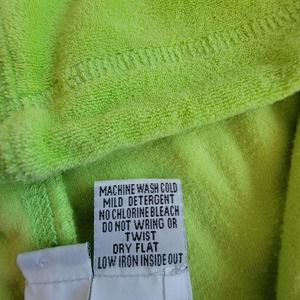 MACHINE WASH COLD
MILD DETERGENT
NO CHLORINE BLEACH
DO NOT WRING OR
TWIST
DRY FLAT
LOW IRON INSIDE OUT